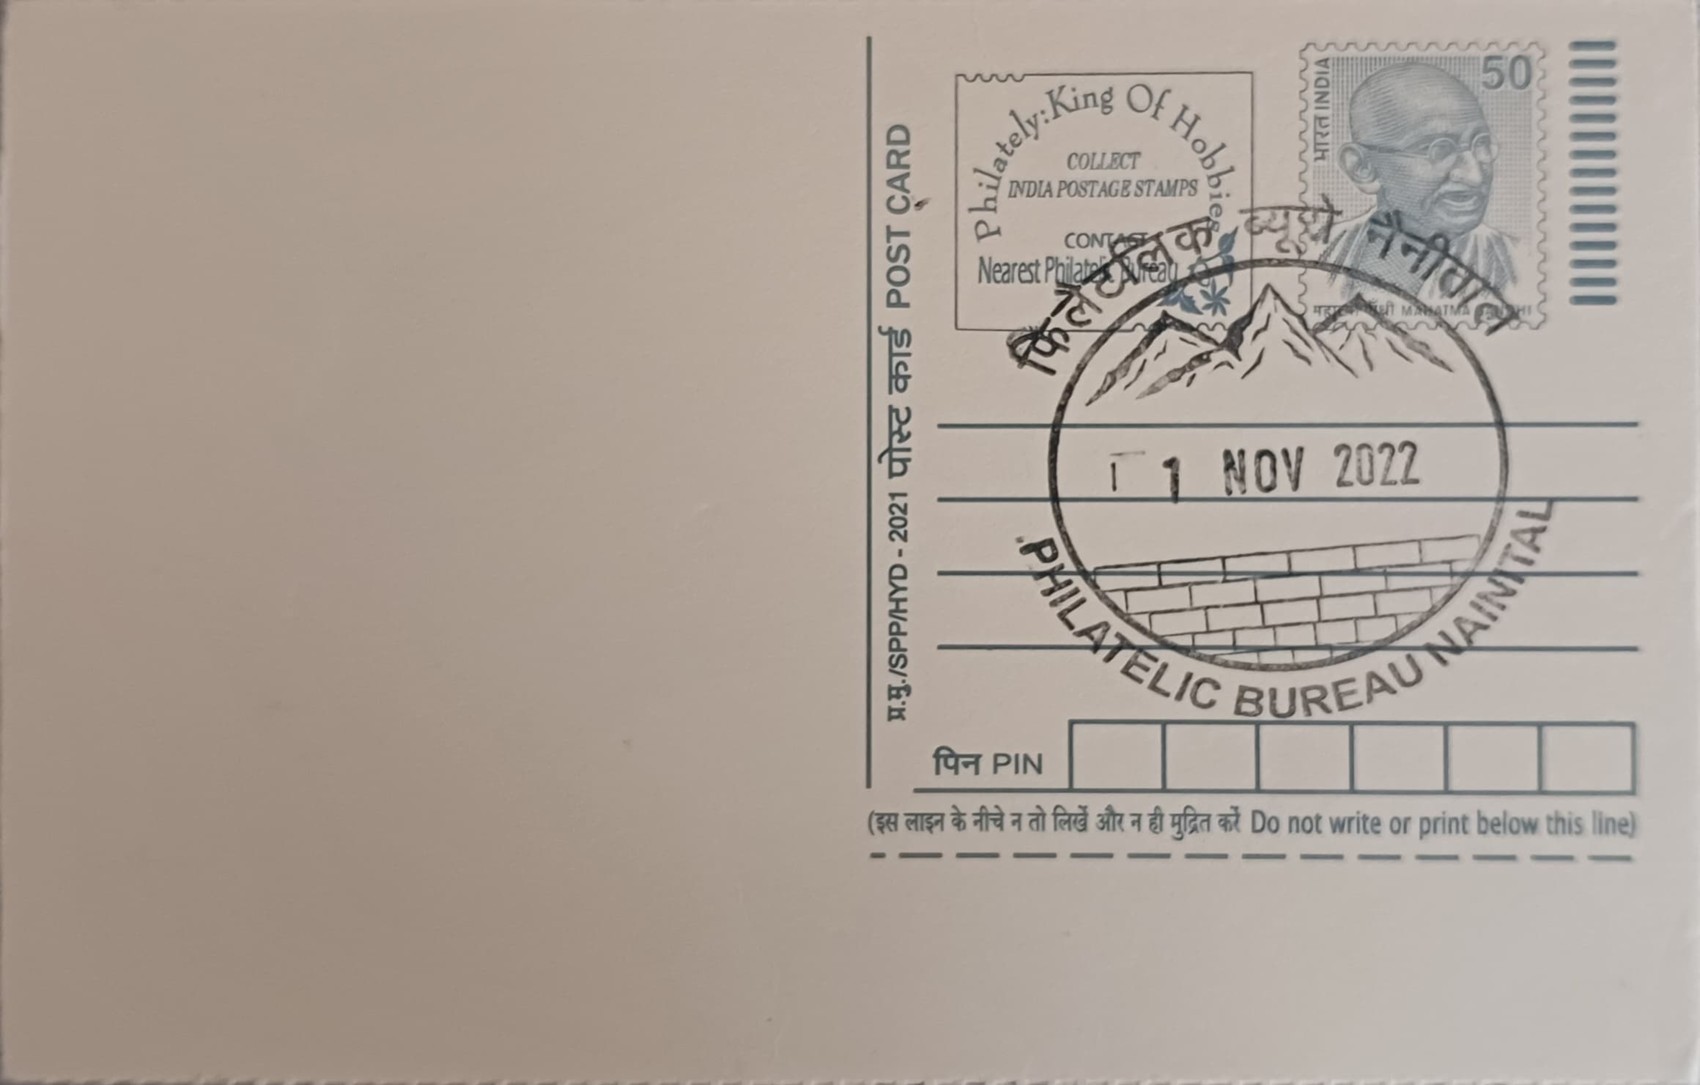 Philately:King Of Hobbies
COLLECT
INDIA POSTAGE STAMPS
CONTACT
Nearest Philatelic Bureau
भारत INDIA
50
महात्मा गाँधी MAHATMA GANDHI
प्र.मु./SPP/HYD - 2021 पोस्ट कार्ड POST CARD
फिलैटलिक ब्यूरो नैनीताल
1 NOV 2022
PHILATELIC BUREAU NAINITAL
पिन PIN
(इस लाइन के नीचे न तो लिखें और न ही मुद्रित करें Do not write or print below this line)